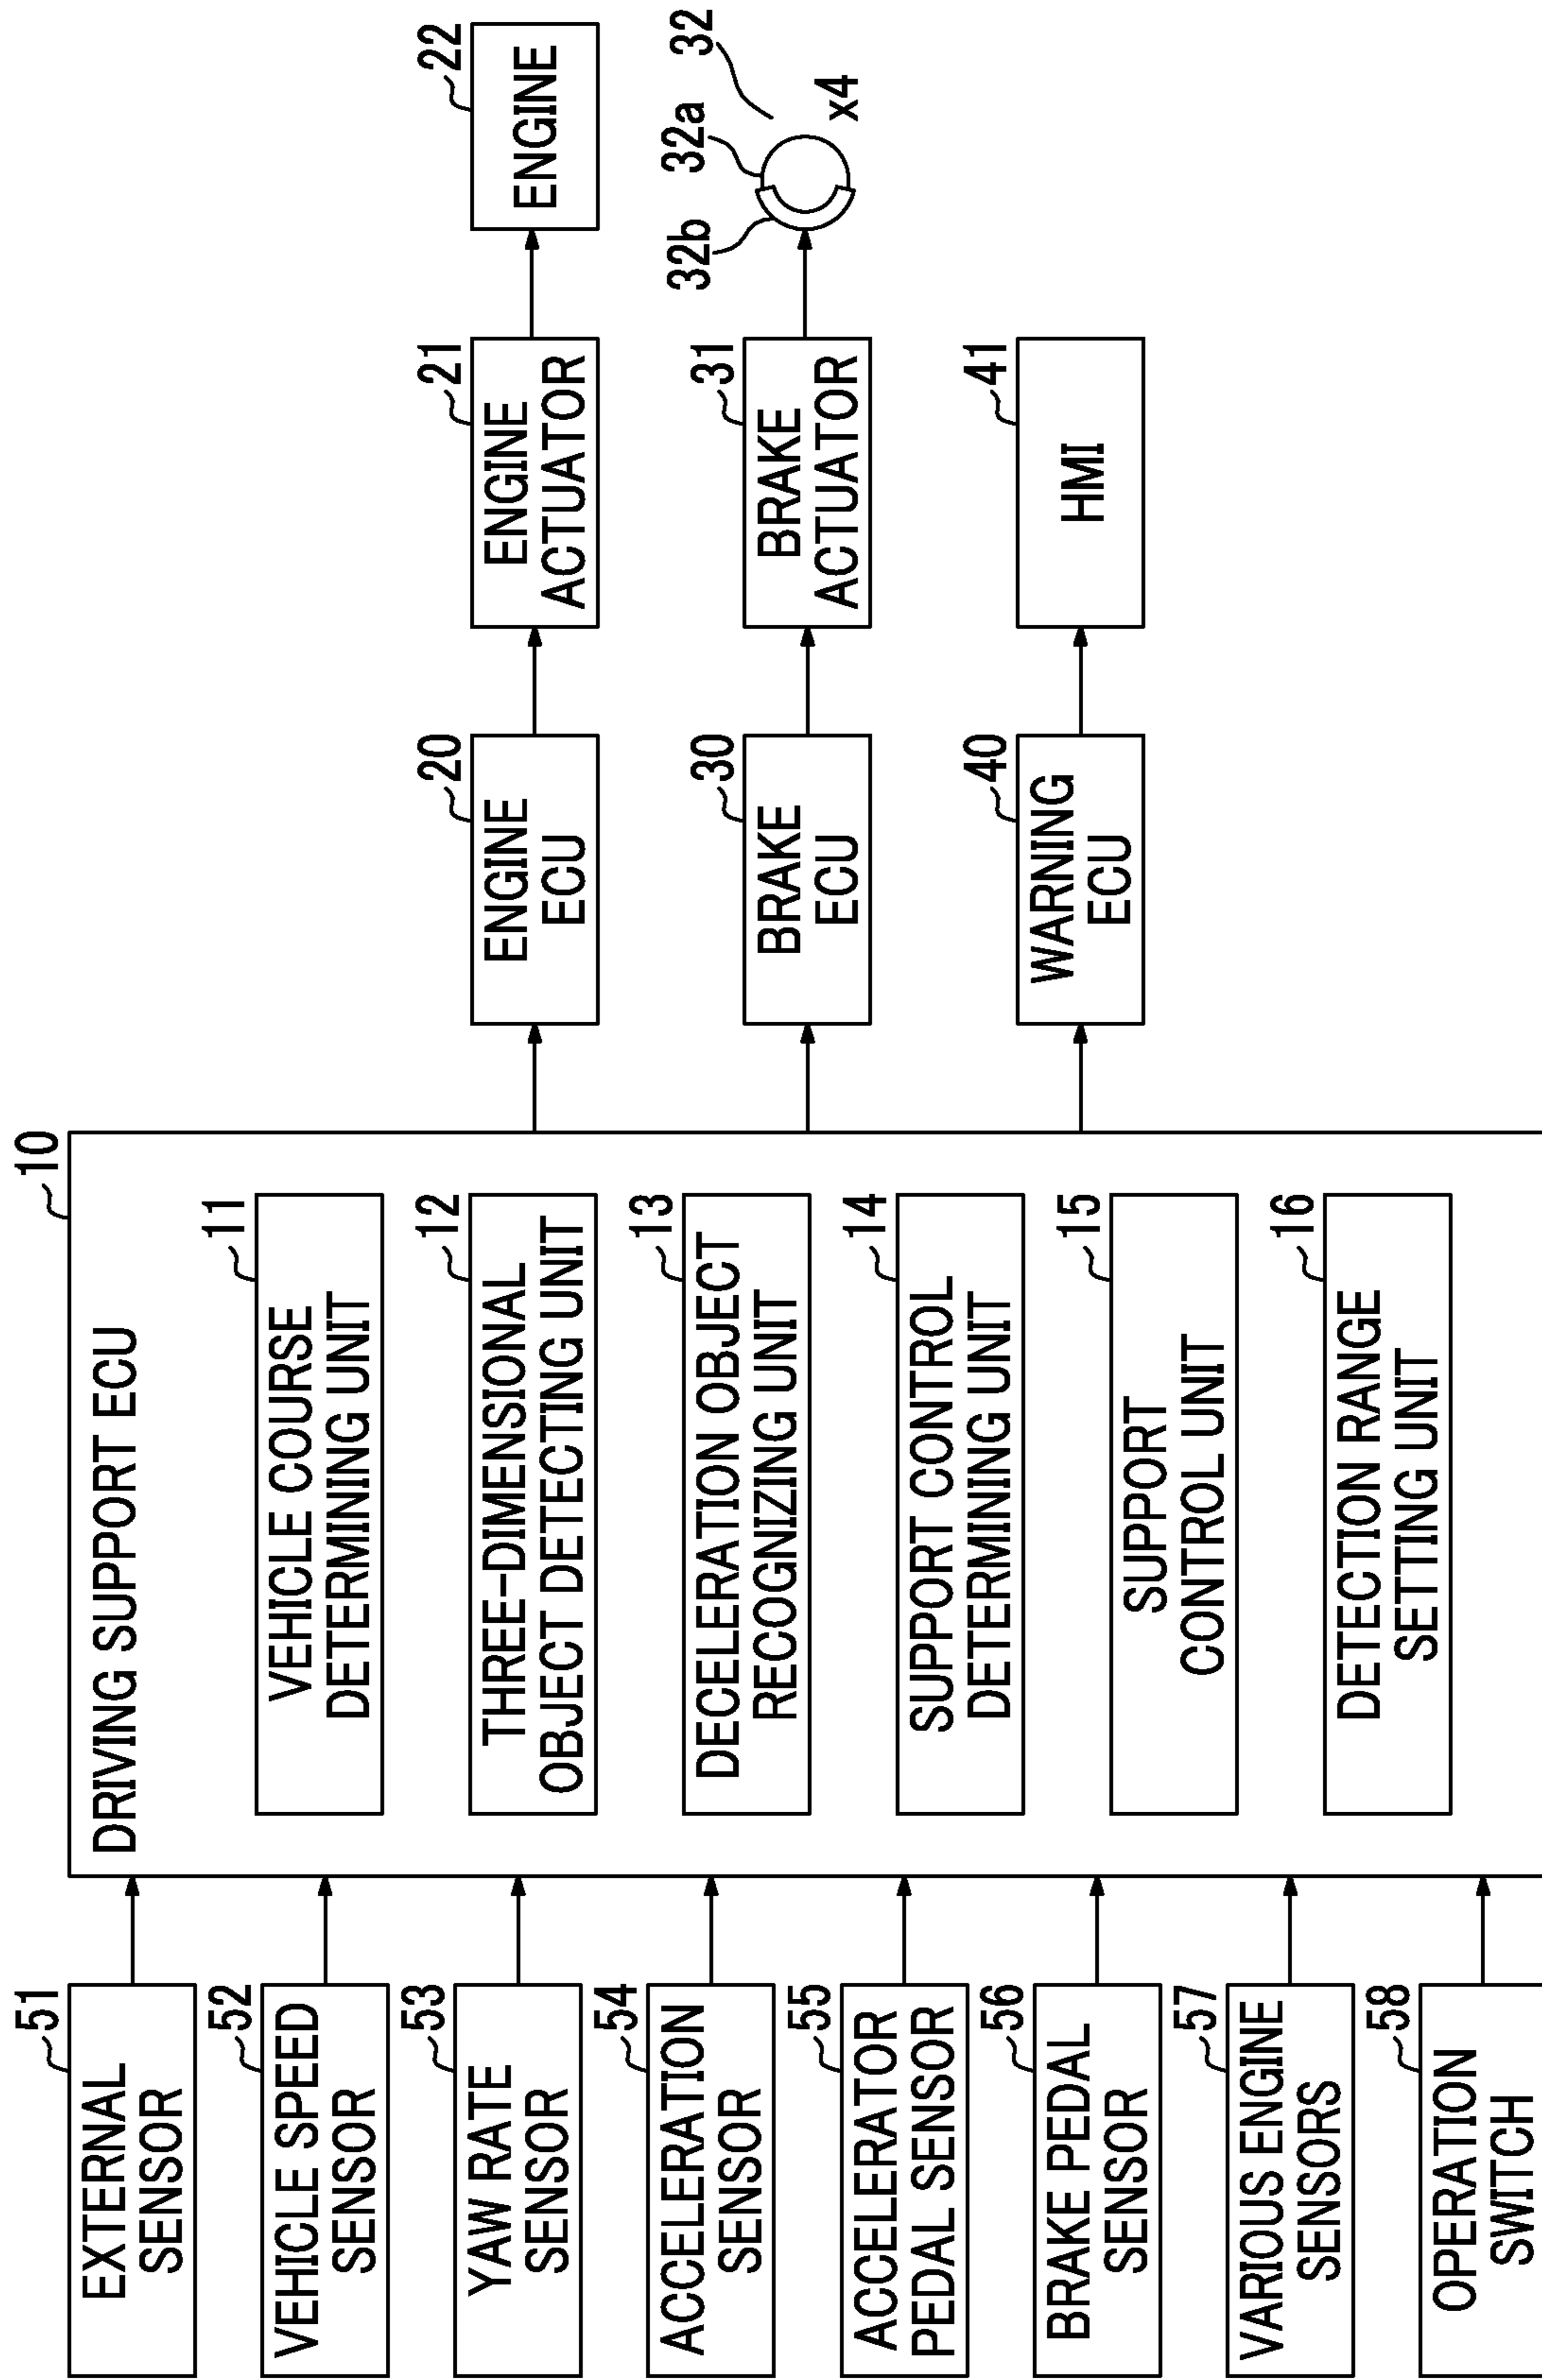 51
EXTERNAL
SENSOR
52
VEHICLE SPEED
SENSOR
53
YAW RATE
SENSOR
54
ACCELERATION
SENSOR
55
ACCELERATOR
PEDAL SENSOR
56
BRAKE PEDAL
SENSOR
57
VARIOUS ENGINE
SENSORS
58
OPERATION
SWITCH
10
DRIVING SUPPORT ECU
11
VEHICLE COURSE
DETERMINING UNIT
12
THREE-DIMENSIONAL
OBJECT DETECTING UNIT
13
DECELERATION OBJECT
RECOGNIZING UNIT
14
SUPPORT CONTROL
DETERMINING UNIT
15
SUPPORT
CONTROL UNIT
16
DETECTION RANGE
SETTING UNIT
20
ENGINE
ECU
21
ENGINE
ACTUATOR
22
ENGINE
30
BRAKE
ECU
31
BRAKE
ACTUATOR
32b
32a
32
x4
40
WARNING
ECU
41
HMI